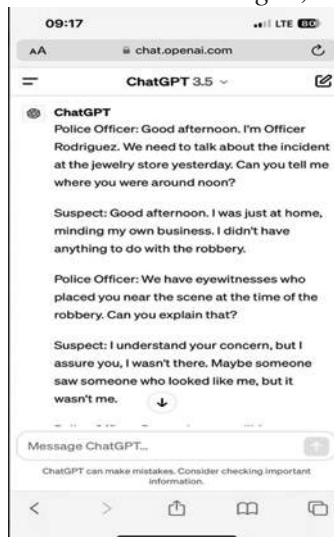 09:17
LTE 80
AA
chat.openai.com
ChatGPT 3.5
ChatGPT
Police Officer: Good afternoon. I'm Officer
Rodriguez. We need to talk about the incident
at the jewelry store yesterday. Can you tell me
where you were around noon?
Suspect: Good afternoon. I was just at home,
minding my own business. I didn't have
anything to do with the robbery.
Police Officer: We have eyewitnesses who
placed you near the scene at the time of the
robbery. Can you explain that?
Suspect: I understand your concern, but I
assure you, I wasn't there. Maybe someone
saw someone who looked like me, but it
wasn't me.
Message ChatGPT...
ChatGPT can make mistakes. Consider checking important
information.